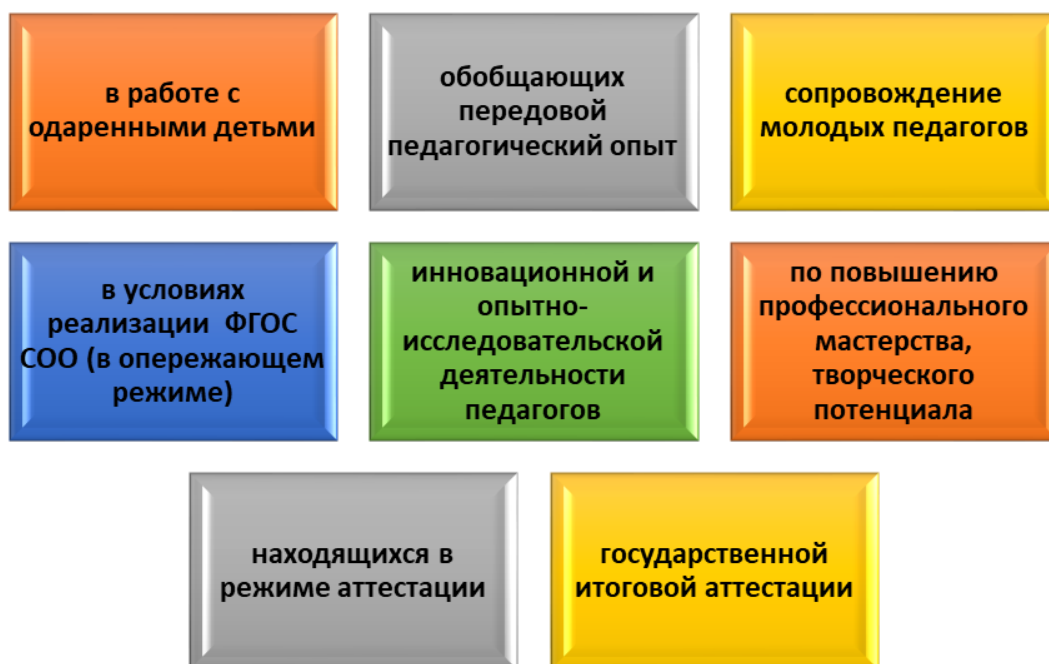 в работе с
одаренными детьми
обобщающих
передовой
педагогический опыт
сопровождение
молодых педагогов
в условиях
реализации ФГОС
СОО (в опережающем
режиме)
инновационной и
опытно-
исследовательской
деятельности
педагогов
по повышению
профессионального
мастерства,
творческого
потенциала
находящихся в
режиме аттестации
государственной
итоговой аттестации